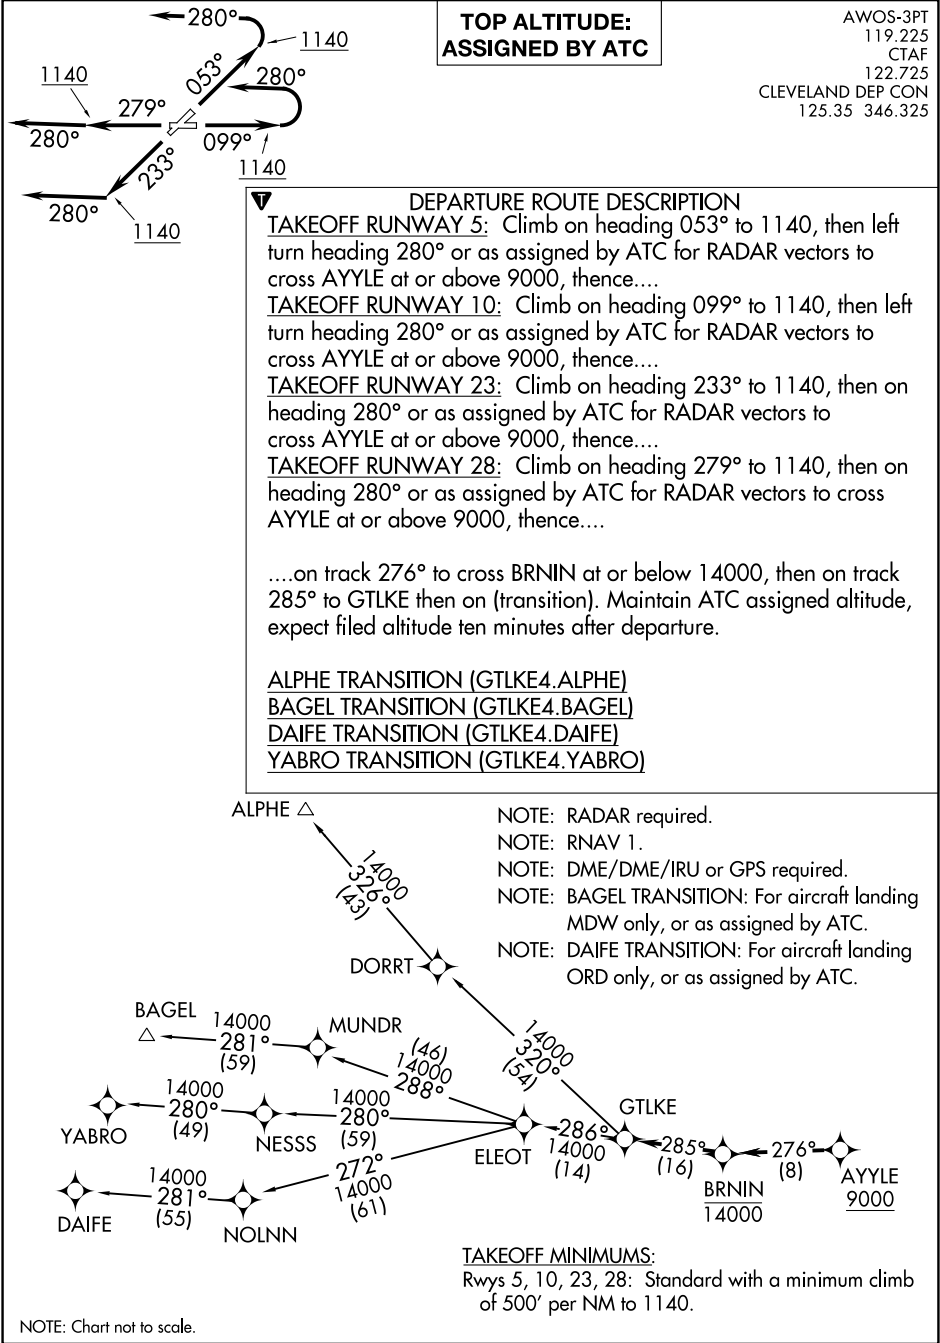 TOP ALTITUDE:
ASSIGNED BY ATC
AWOS-3PT
119.225
CTAF
122.725
CLEVELAND DEP CON
125.35 346.325
280°
1140
053°
280°
1140
279°
280°
099°
1140
233°
280°
1140
T
DEPARTURE ROUTE DESCRIPTION
TAKEOFF RUNWAY 5: Climb on heading 053° to 1140, then left
turn heading 280° or as assigned by ATC for RADAR vectors to
cross AYYLE at or above 9000, thence....
TAKEOFF RUNWAY 10: Climb on heading 099° to 1140, then left
turn heading 280° or as assigned by ATC for RADAR vectors to
cross AYYLE at or above 9000, thence....
TAKEOFF RUNWAY 23: Climb on heading 233° to 1140, then on
heading 280° or as assigned by ATC for RADAR vectors to
cross AYYLE at or above 9000, thence....
TAKEOFF RUNWAY 28: Climb on heading 279° to 1140, then on
heading 280° or as assigned by ATC for RADAR vectors to cross
AYYLE at or above 9000, thence....
....on track 276° to cross BRNIN at or below 14000, then on track
285° to GTLKE then on (transition). Maintain ATC assigned altitude,
expect filed altitude ten minutes after departure.
ALPHE TRANSITION (GTLKE4.ALPHE)
BAGEL TRANSITION (GTLKE4.BAGEL)
DAIFE TRANSITION (GTLKE4.DAIFE)
YABRO TRANSITION (GTLKE4.YABRO)
NOTE: RADAR required.
NOTE: RNAV 1.
NOTE: DME/DME/IRU or GPS required.
NOTE: BAGEL TRANSITION: For aircraft landing
MDW only, or as assigned by ATC.
NOTE: DAIFE TRANSITION: For aircraft landing
ORD only, or as assigned by ATC.
ALPHE
14000
326°
(43)
DORRT
14000
320°
(54)
BAGEL
14000
281°
(59)
MUNDR
(46)
14000
288°
YABRO
14000
280°
(49)
NESSS
14000
280°
(59)
ELEOT
286°
14000
(14)
GTLKE
285°
(16)
BRNIN
14000
276°
(8)
AYYLE
9000
DAIFE
14000
281°
(55)
NOLNN
272°
14000
(61)
TAKEOFF MINIMUMS:
Rwys 5, 10, 23, 28: Standard with a minimum climb
of 500' per NM to 1140.
NOTE: Chart not to scale.